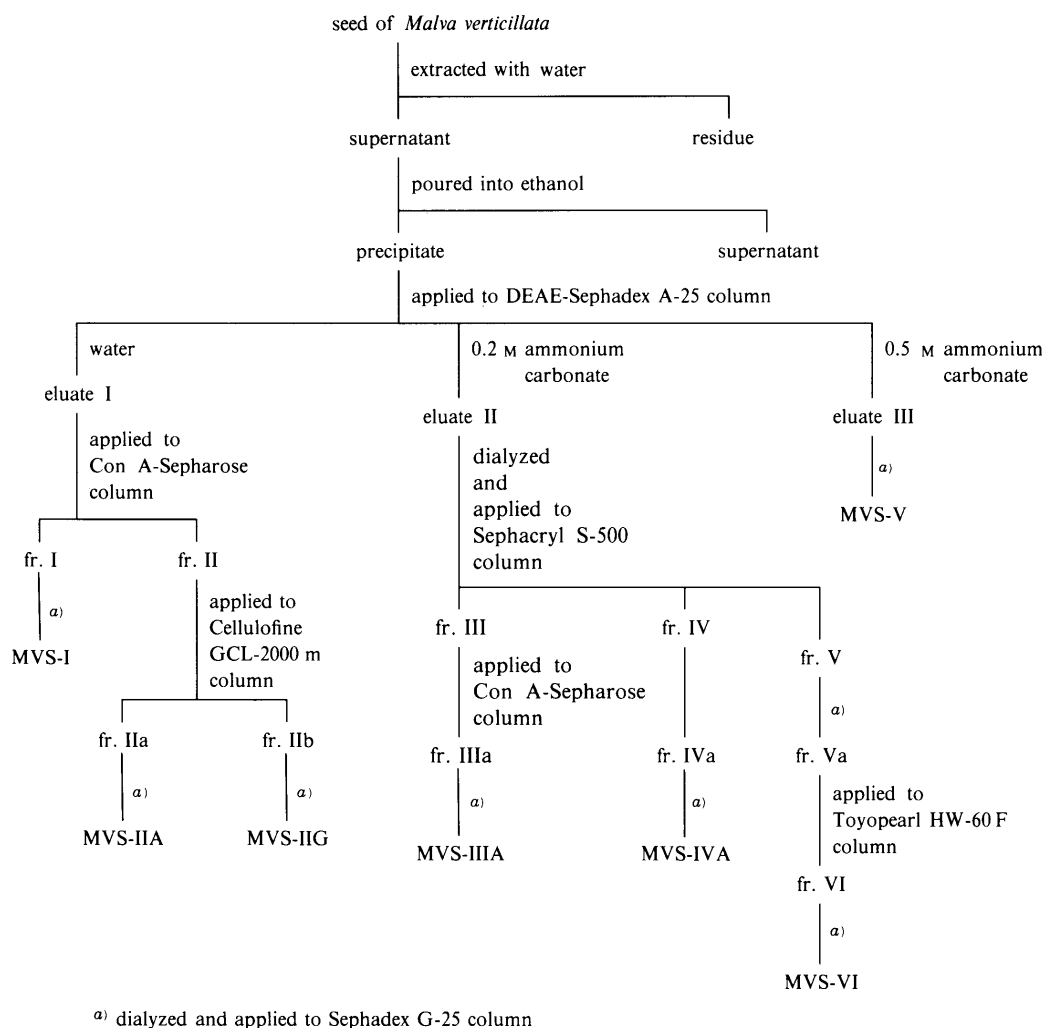 seed of Malva verticillata
extracted with water
supernatant
residue
poured into ethanol
precipitate
supernatant
applied to DEAE-Sephadex A-25 column
water
0.2 M ammonium
carbonate
0.5 M ammonium
carbonate
eluate I
eluate II
eluate III
applied to
Con A-Sepharose
column
dialyzed
and
applied to
Sephacryl S-500
column
a)
MVS-V
fr. I
fr. II
a)
MVS-I
applied to
Cellulofine
GCL-2000 m
column
fr. III
fr. IV
fr. V
applied to
Con A-Sepharose
column
a)
fr. IIa
fr. IIb
fr. IIIa
fr. IVa
fr. Va
a)
a)
a)
a)
applied to
Toyopearl HW-60 F
column
MVS-IIA
MVS-IIG
MVS-IIIA
MVS-IVA
fr. VI
a)
MVS-VI
a) dialyzed and applied to Sephadex G-25 column